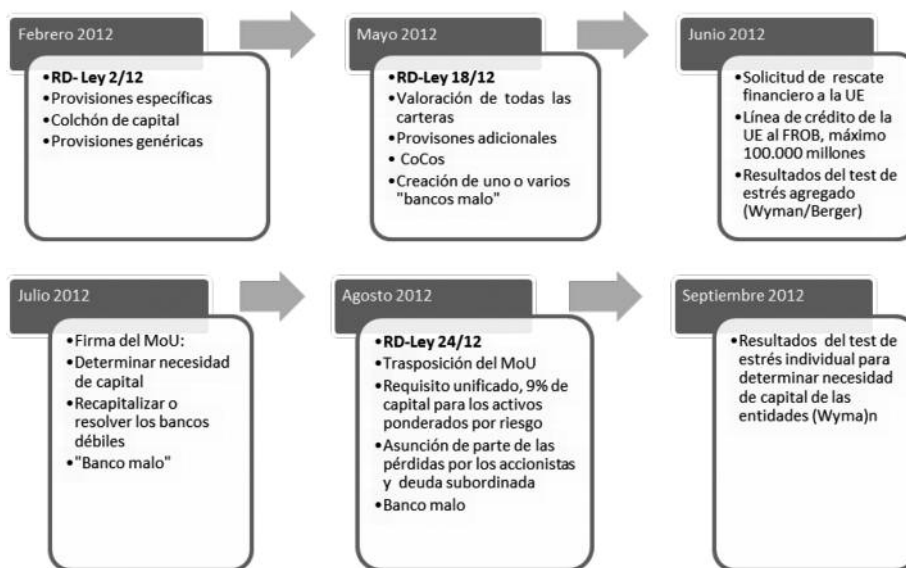 Febrero 2012
•RD- Ley 2/12
•Provisiones específicas
•Colchón de capital
•Provisiones genéricas
Mayo 2012
•RD-Ley 18/12
•Valoración de todas las
carteras
•Provisones adicionales
• CoCos
•Creación de uno o varios
"bancos malo"
Junio 2012
•Solicitud de rescate
financiero a la UE
•Línea de crédito de la
UE al FROB, máximo
100.000 millones
•Resultados del test de
estrés agregado
(Wyman/Berger)
Julio 2012
•Firma del MoU:
•Determinar necesidad
de capital
•Recapitalizar o
resolver los bancos
débiles
•"Banco malo"
Agosto 2012
•RD-Ley 24/12
•Trasposición del MoU
•Requisito unificado, 9% de
capital para los activos
ponderados por riesgo
•Asunción de parte de las
pérdidas por los accionistas
y deuda subordinada
•Banco malo
Septiembre 2012
•Resultados del test de
estrés individual para
determinar necesidad
de capital de las
entidades (Wyma)n